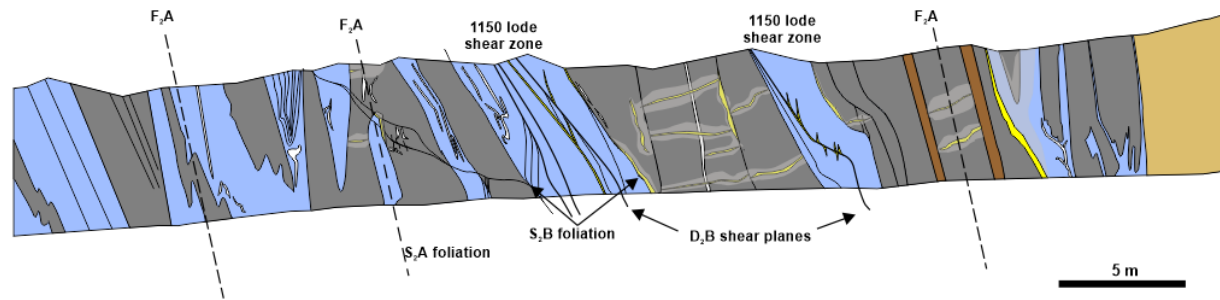 F₂A
F₂A
1150 lode
shear zone
1150 lode
shear zone
F₂A
S₂B foliation
D₂B shear planes
S₂A foliation
5 m